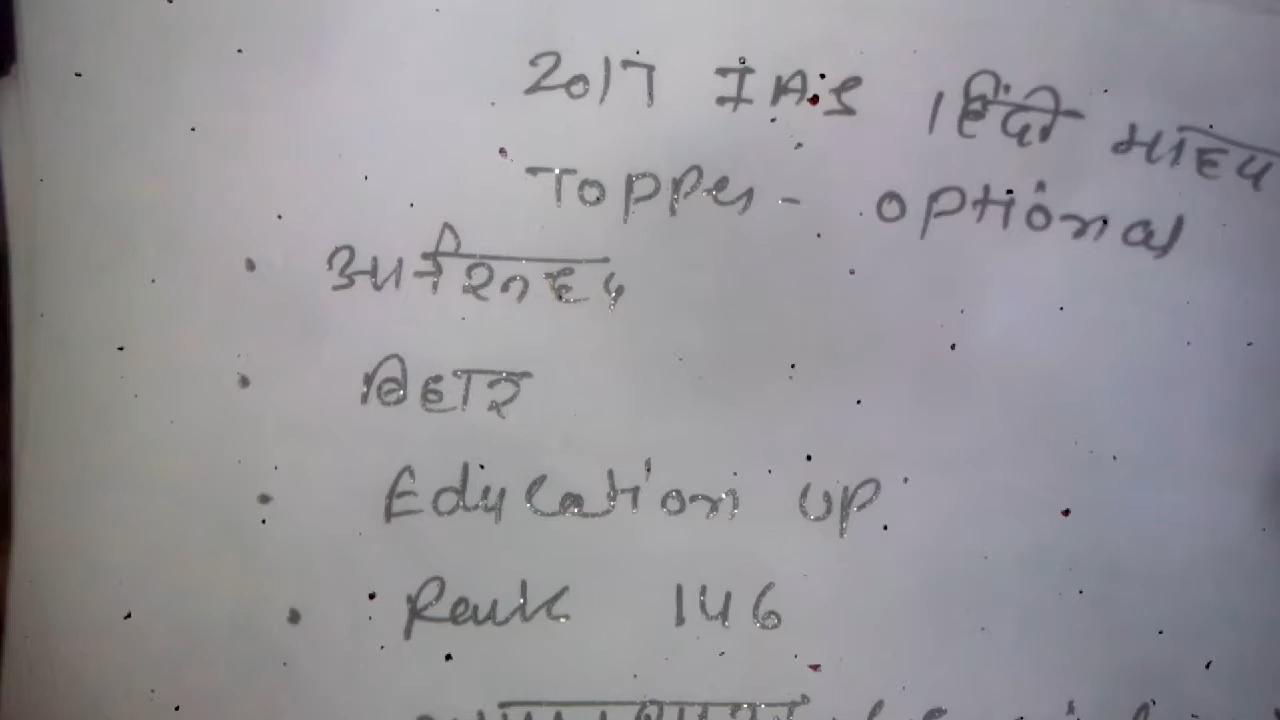 2017 IAS हिंदी माध्यम
Topper - optional
• अनिरुद्ध
• बिहार
• Education UP.
• Rank 146